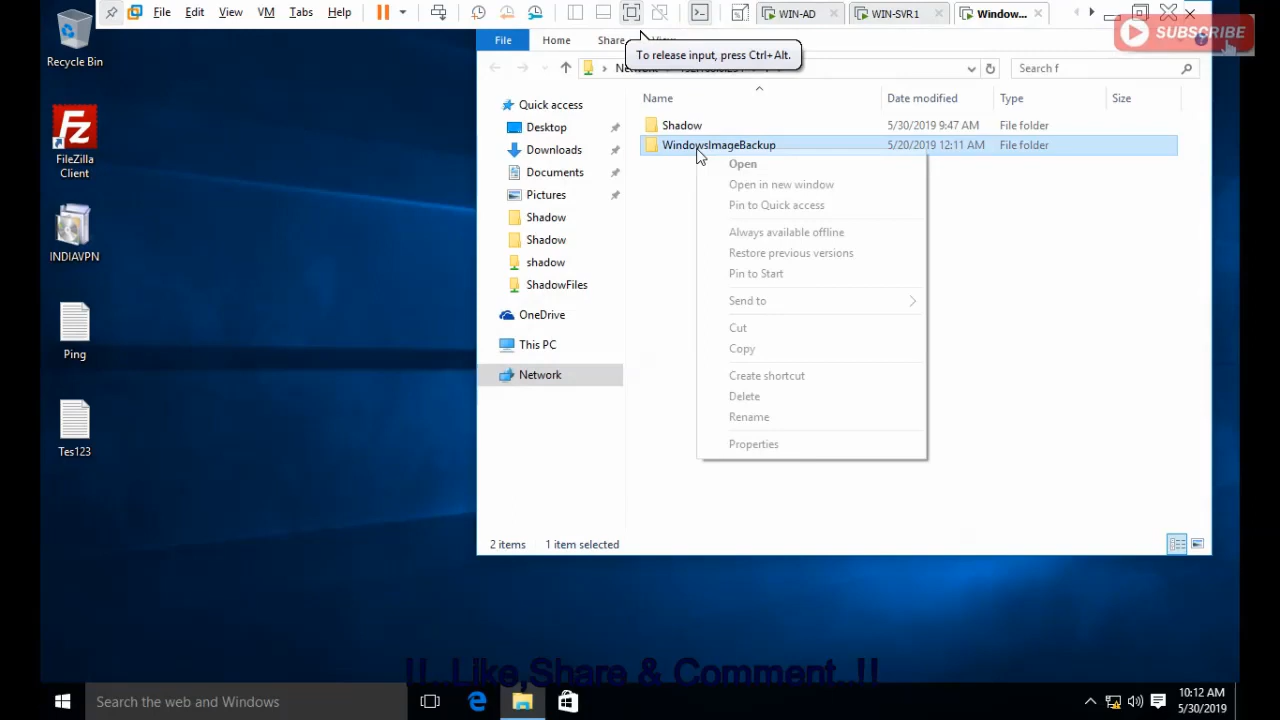 File Edit View VM Tabs Help
WIN-AD
WIN-SVR1
Window...
SUBSCRIBE
File Home Share View
To release input, press Ctrl+Alt.
Search f
Name Date modified Type Size
Shadow 5/30/2019 9:47 AM File folder
WindowsImageBackup 5/20/2019 12:11 AM File folder
Quick access
Desktop
Downloads
Documents
Pictures
Shadow
Shadow
shadow
ShadowFiles
OneDrive
This PC
Network
Open
Open in new window
Pin to Quick access
Always available offline
Restore previous versions
Pin to Start
Send to
Cut
Copy
Create shortcut
Delete
Rename
Properties
2 items 1 item selected
Recycle Bin
FileZilla
Client
INDIAVPN
Ping
Tes123
!!..Like,Share & Comment..!!
Search the web and Windows
10:12 AM
5/30/2019